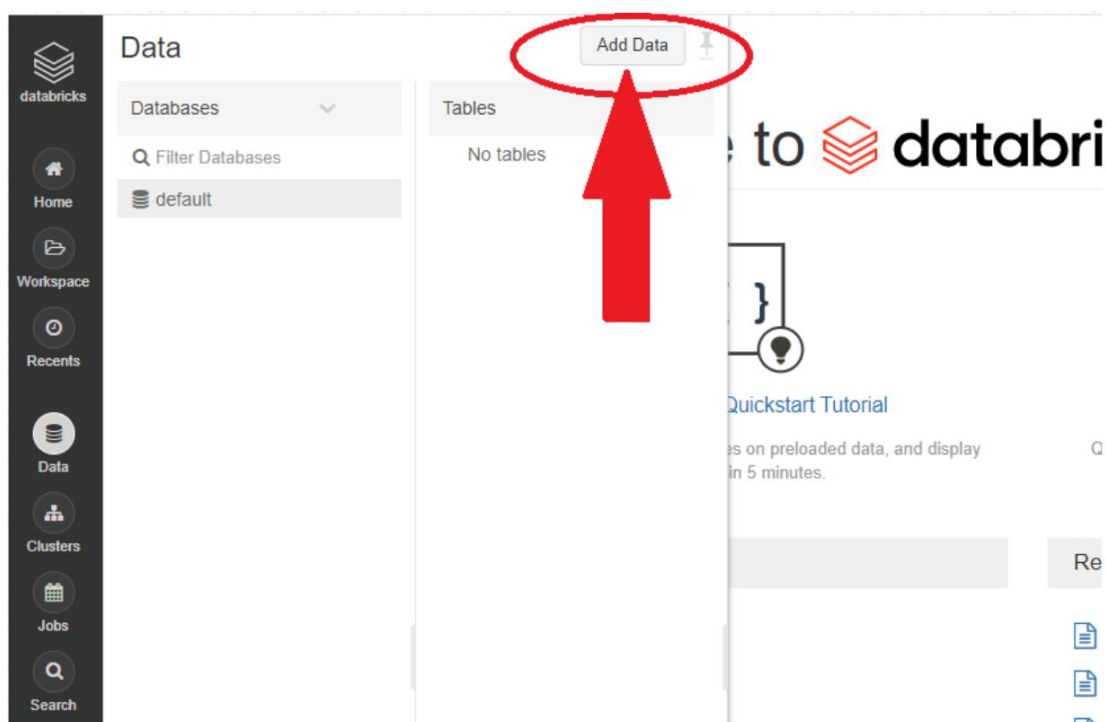 databricks
Home
Workspace
Recents
Data
Clusters
Jobs
Search
Data
Add Data
Databases
Tables
Filter Databases
No tables
default
to databri
}
Quickstart Tutorial
on preloaded data, and display
in 5 minutes.
Q
Re